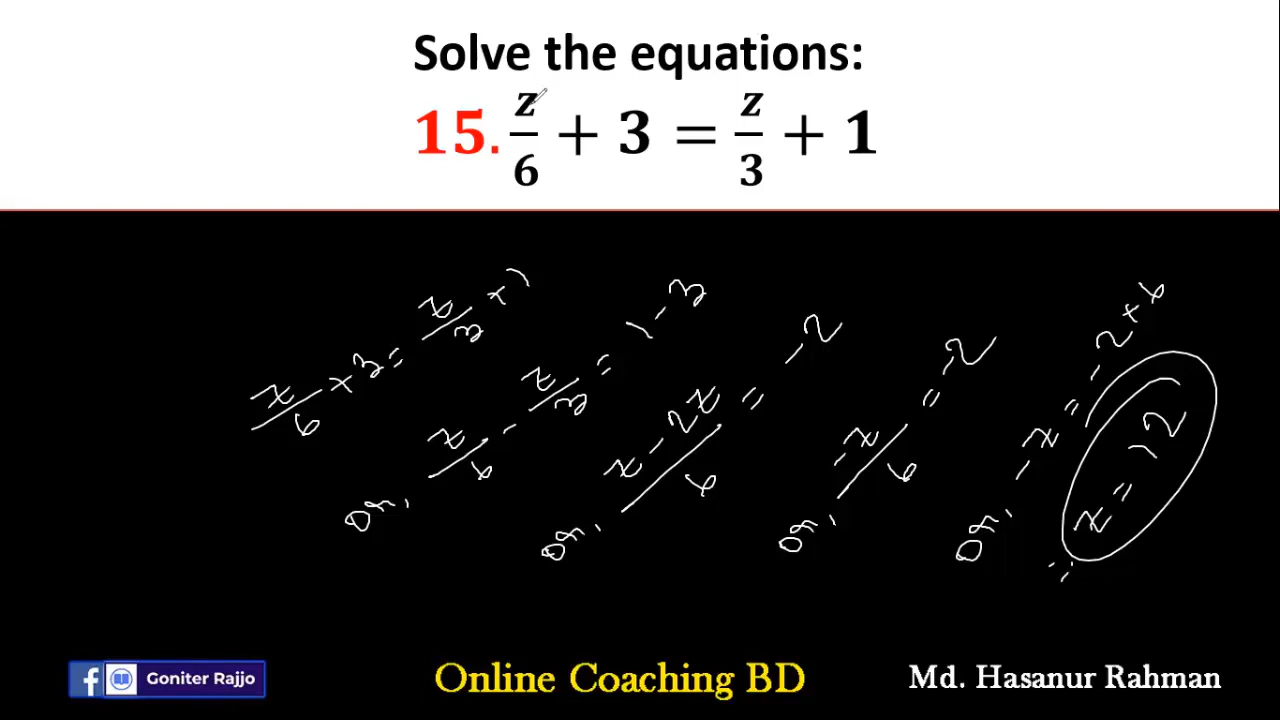 Solve the equations:
15. z/6 + 3 = z/3 + 1
z/6 + 3 = z/3 + 1
or, z/6 - z/3 = 1 - 3
or, z - 2z/6 = -2
or, -z/6 = -2
or, -z = -2 × 6
∴ z = 12
Goniter Rajjo
Online Coaching BD
Md. Hasanur Rahman